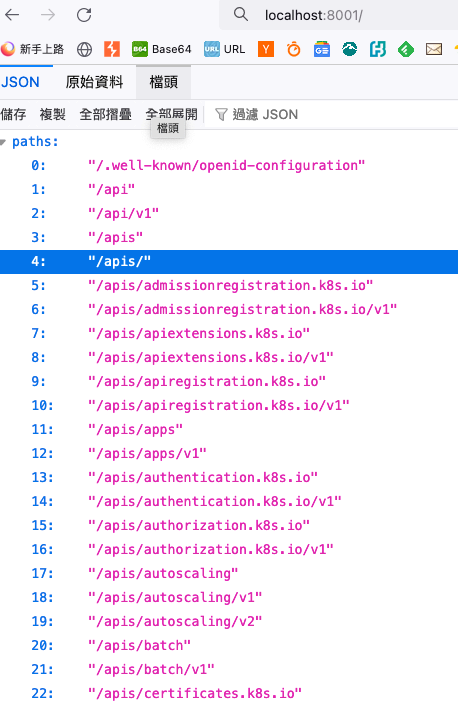 localhost:8001/
新手上路 B64 Base64 URL URL Y
JSON 原始資料 檔頭
儲存 複製 全部摺疊 全部展開 過濾 JSON
檔頭
paths:
0: "/.well-known/openid-configuration"
1: "/api"
2: "/api/v1"
3: "/apis"
4: "/apis/"
5: "/apis/admissionregistration.k8s.io"
6: "/apis/admissionregistration.k8s.io/v1"
7: "/apis/apiextensions.k8s.io"
8: "/apis/apiextensions.k8s.io/v1"
9: "/apis/apiregistration.k8s.io"
10: "/apis/apiregistration.k8s.io/v1"
11: "/apis/apps"
12: "/apis/apps/v1"
13: "/apis/authentication.k8s.io"
14: "/apis/authentication.k8s.io/v1"
15: "/apis/authorization.k8s.io"
16: "/apis/authorization.k8s.io/v1"
17: "/apis/autoscaling"
18: "/apis/autoscaling/v1"
19: "/apis/autoscaling/v2"
20: "/apis/batch"
21: "/apis/batch/v1"
22: "/apis/certificates.k8s.io"